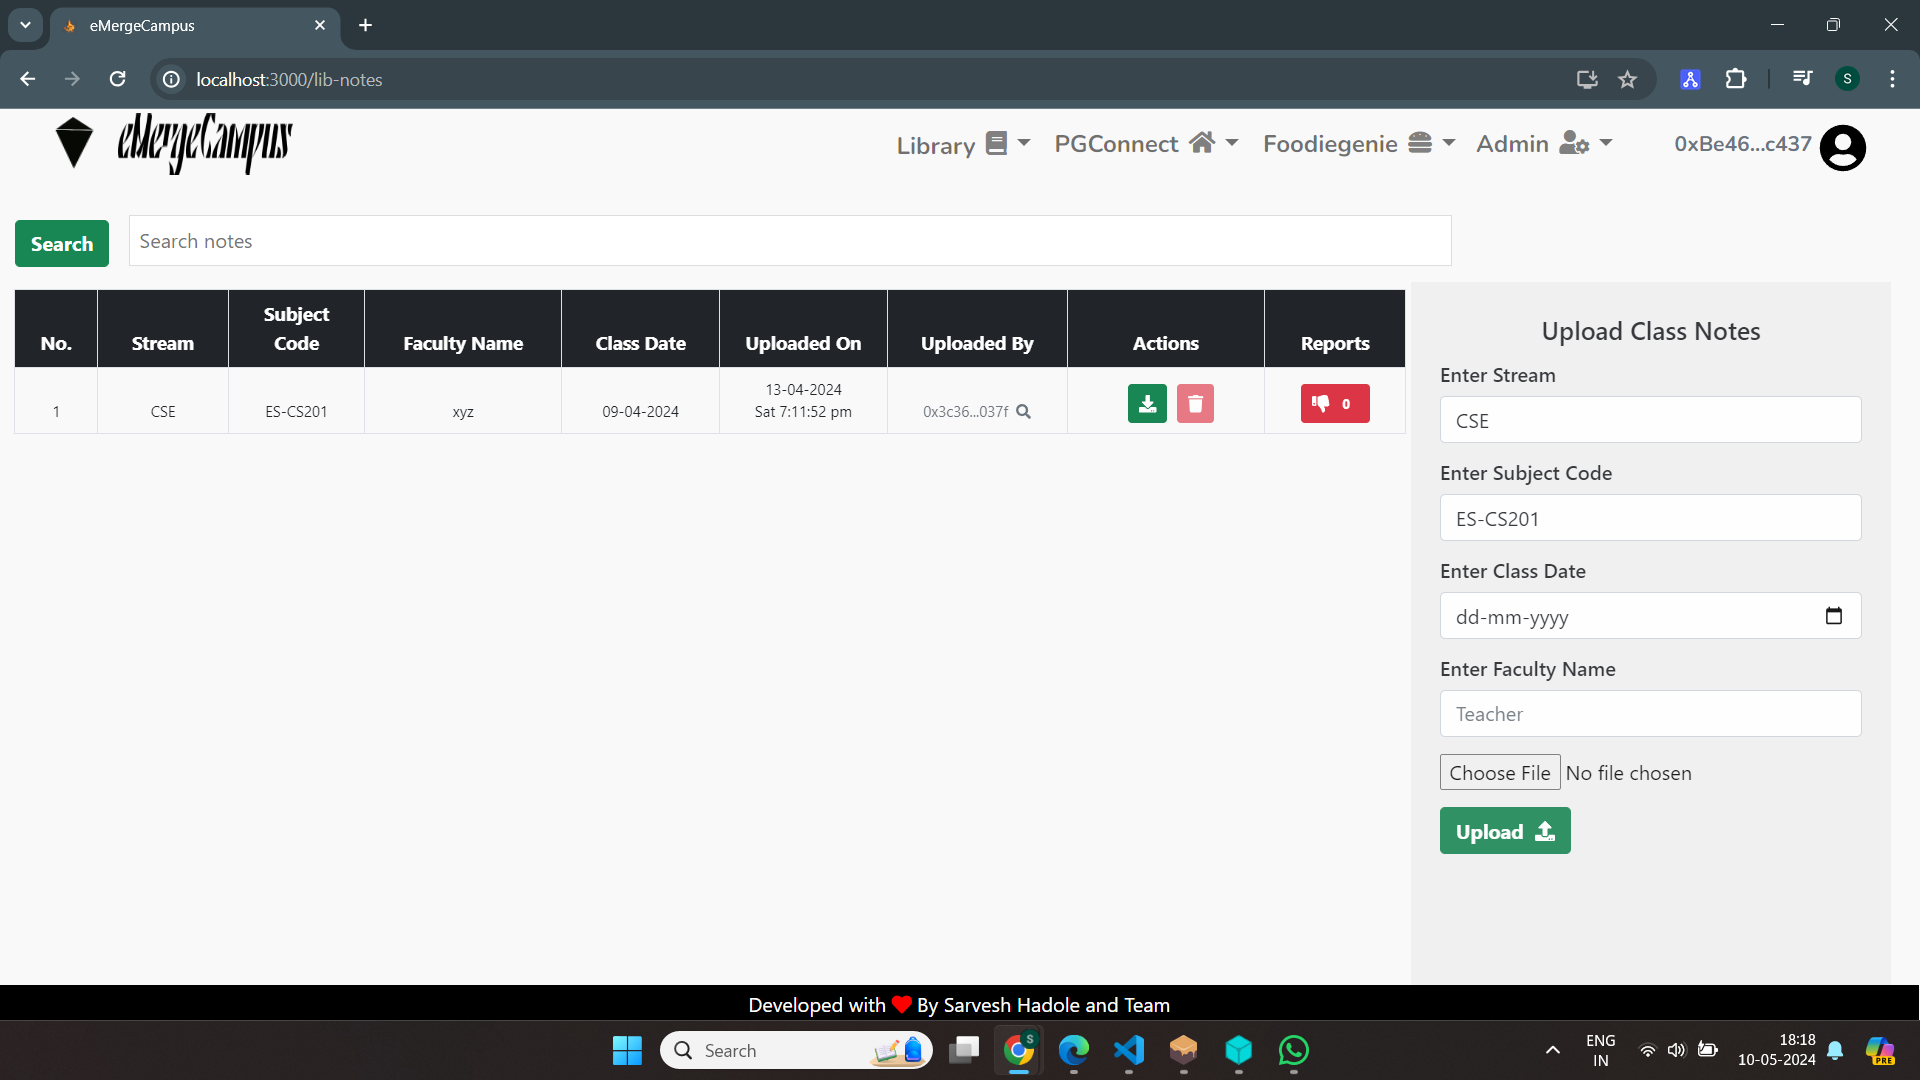 eMergeCampus
localhost:3000/lib-notes
S
eMergeCampus
Library
PGConnect
Foodiegenie
Admin
0xBe46...c437
Search
Search notes
No.
Stream
Subject
Code
Faculty Name
Class Date
Uploaded On
Uploaded By
Actions
Reports
1
CSE
ES-CS201
xyz
09-04-2024
13-04-2024
Sat 7:11:52 pm
0x3c36...037f
0
Upload Class Notes
Enter Stream
CSE
Enter Subject Code
ES-CS201
Enter Class Date
dd-mm-yyyy
Enter Faculty Name
Teacher
Choose File No file chosen
Upload
Developed with ❤ By Sarvesh Hadole and Team
Search
S
ENG
IN
18:18
10-05-2024
PRE